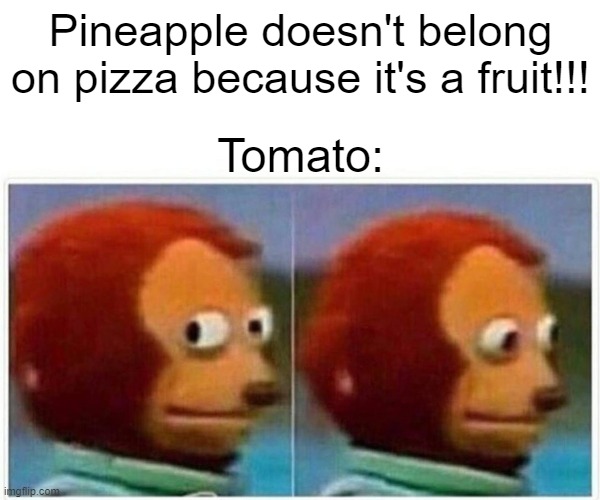 Pineapple doesn't belong
on pizza because it's a fruit!!!
Tomato:
imgflip.com